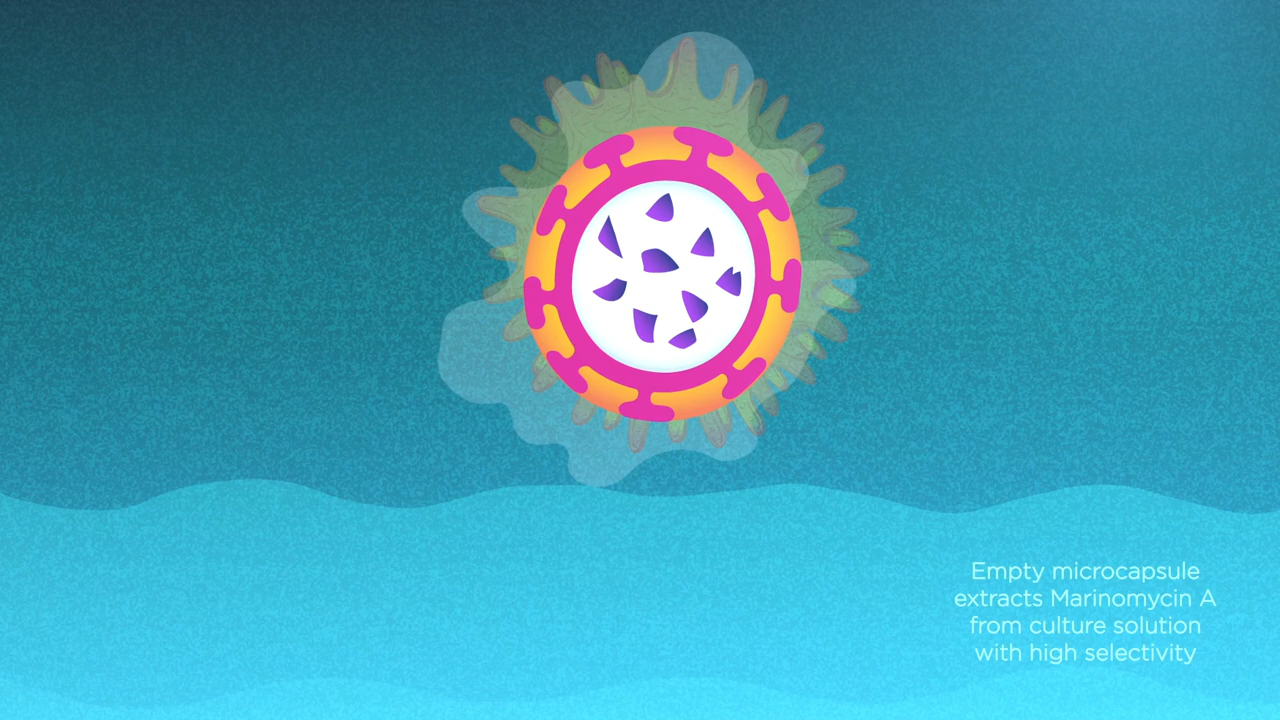 Empty microcapsule
extracts Marinomycin A
from culture solution
with high selectivity